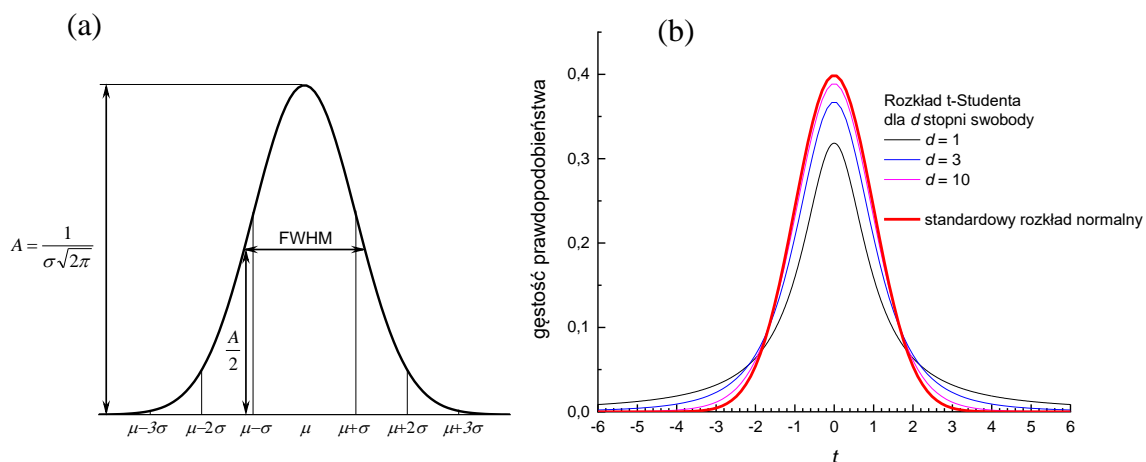 (a)
A = 1/(σ√2π)
FWHM
A/2
μ−3σ μ−2σ μ−σ μ μ+σ μ+2σ μ+3σ
(b)
gęstość prawdopodobieństwa
0,4
0,3
0,2
0,1
0,0
Rozkład t-Studenta
dla d stopni swobody
d = 1
d = 3
d = 10
standardowy rozkład normalny
-6 -5 -4 -3 -2 -1 0 1 2 3 4 5 6
t